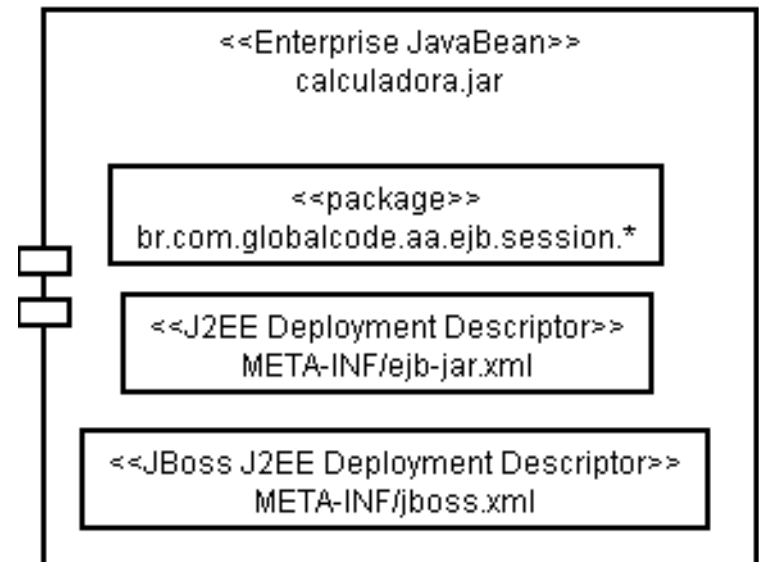 <<Enterprise JavaBean>>
calculadora.jar
<<package>>
br.com.globalcode.aa.ejb.session.*
<<J2EE Deployment Descriptor>>
META-INF/ejb-jar.xml
<<JBoss J2EE Deployment Descriptor>>
META-INF/jboss.xml